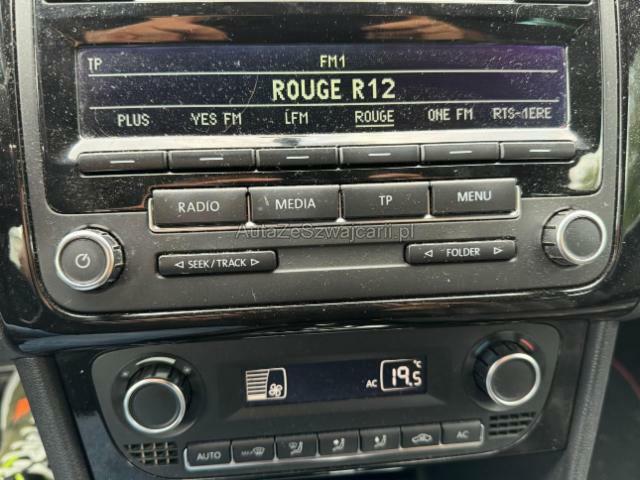 TP FM1
ROUGE R12
PLUS YES FM LFM ROUGE ONE FM RTS-1ERE
RADIO MEDIA TP MENU
AutaZeSzwajcarii.pl
◁ SEEK/TRACK ▷ ◁ FOLDER ▷
AC 19.5 °C
AUTO MAX AC